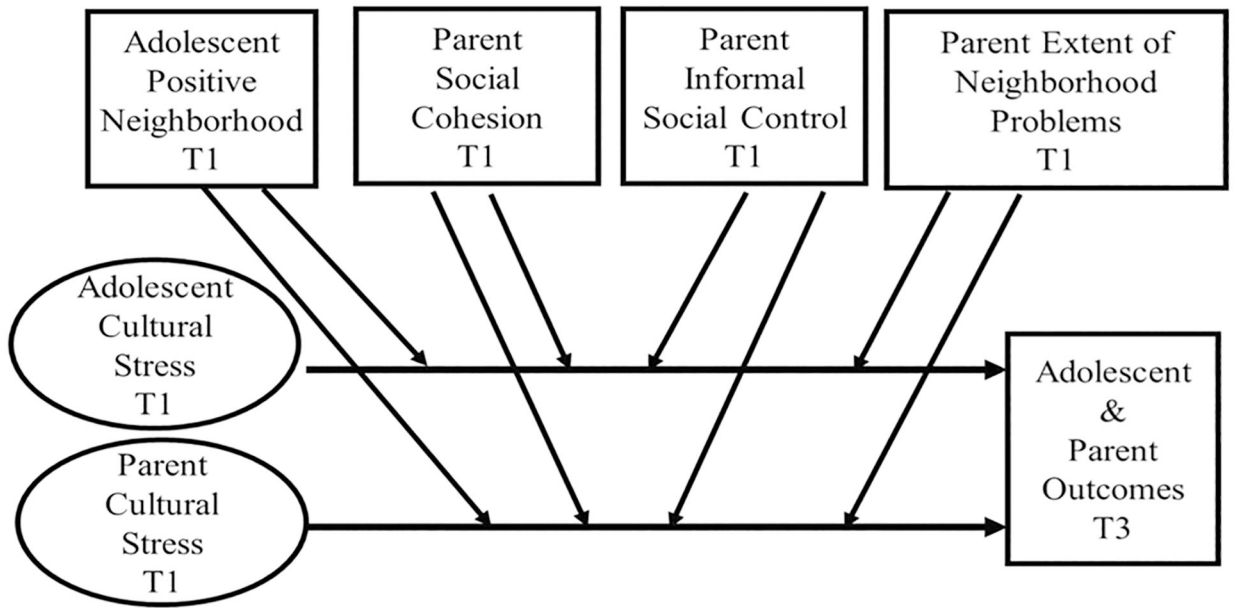 Adolescent
Positive
Neighborhood
T1
Parent
Social
Cohesion
T1
Parent
Informal
Social Control
T1
Parent Extent of
Neighborhood
Problems
T1
Adolescent
Cultural
Stress
T1
Parent
Cultural
Stress
T1
Adolescent
&
Parent
Outcomes
T3